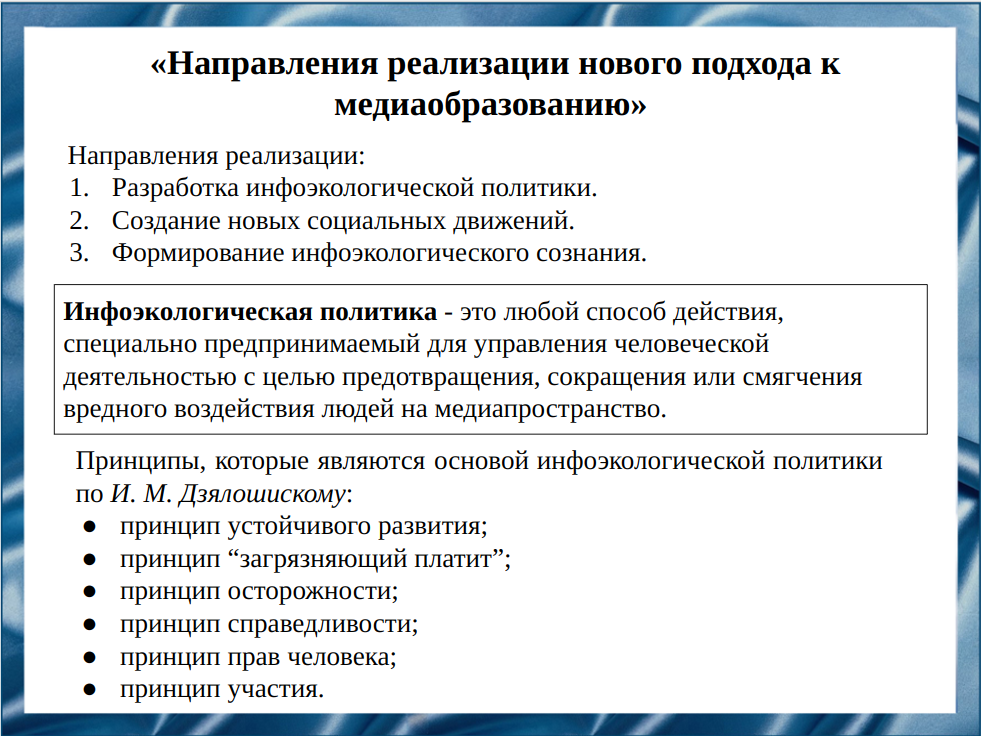 «Направления реализации нового подхода к
медиаобразованию»
Направления реализации:
1. Разработка инфоэкологической политики.
2. Создание новых социальных движений.
3. Формирование инфоэкологического сознания.
Инфоэкологическая политика - это любой способ действия,
специально предпринимаемый для управления человеческой
деятельностью с целью предотвращения, сокращения или смягчения
вредного воздействия людей на медиапространство.
Принципы, которые являются основой инфоэкологической политики
по И. М. Дзялошискому:
● принцип устойчивого развития;
● принцип “загрязняющий платит”;
● принцип осторожности;
● принцип справедливости;
● принцип прав человека;
● принцип участия.